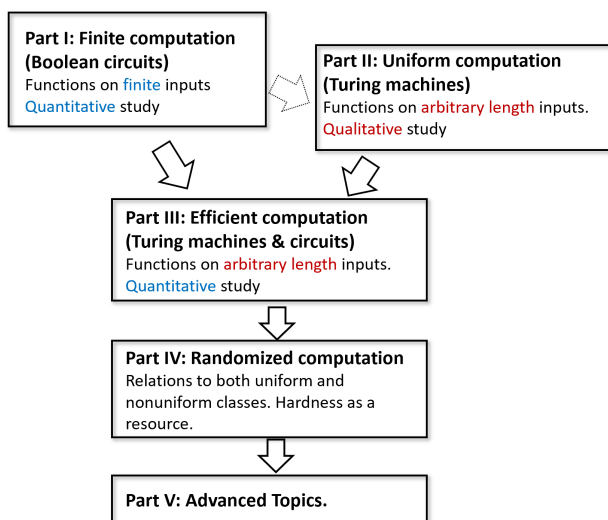 Part I: Finite computation
(Boolean circuits)
Functions on finite inputs
Quantitative study
Part II: Uniform computation
(Turing machines)
Functions on arbitrary length inputs.
Qualitative study
Part III: Efficient computation
(Turing machines & circuits)
Functions on arbitrary length inputs.
Quantitative study
Part IV: Randomized computation
Relations to both uniform and
nonuniform classes. Hardness as a
resource.
Part V: Advanced Topics.